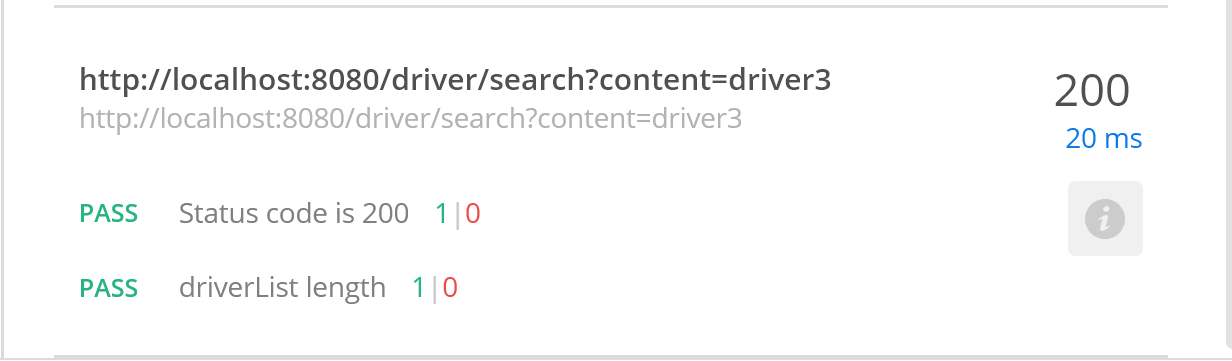 http://localhost:8080/driver/search?content=driver3
200
http://localhost:8080/driver/search?content=driver3
20 ms
PASS Status code is 200 1|0
PASS driverList length 1|0